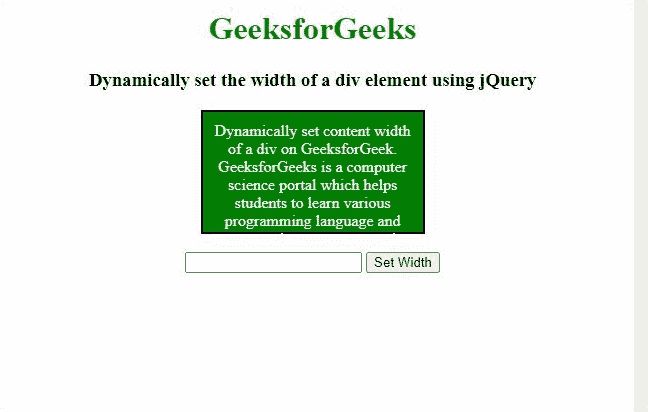 GeeksforGeeks
Dynamically set the width of a div element using jQuery
Dynamically set content width
of a div on GeeksforGeek.
GeeksforGeeks is a computer
science portal which helps
students to learn various
programming language and
Set Width